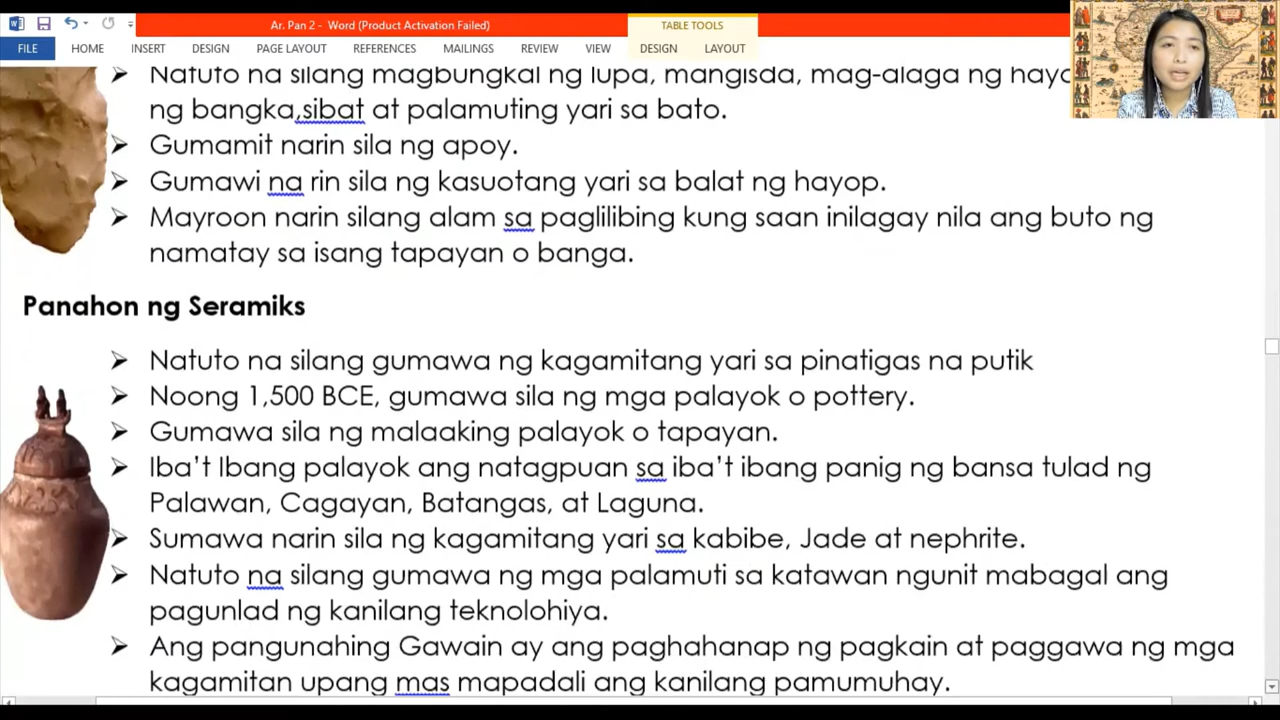 Ar. Pan 2 - Word (Product Activation Failed)
TABLE TOOLS
FILE HOME INSERT DESIGN PAGE LAYOUT REFERENCES MAILINGS REVIEW VIEW DESIGN LAYOUT
Natuto na silang magbungkal ng lupa, mangisda, mag-alaga ng
ng bangka,sibat at palamuting yari sa bato.
Gumamit narin sila ng apoy.
Gumawi na rin sila ng kasuotang yari sa balat ng hayop.
Mayroon narin silang alam sa paglilibing kung saan inilagay nila ang buto ng
namatay sa isang tapayan o banga.
Panahon ng Seramiks
Natuto na silang gumawa ng kagamitang yari sa pinatigas na putik
Noong 1,500 BCE, gumawa sila ng mga palayok o pottery.
Gumawa sila ng malaaking palayok o tapayan.
Iba't Ibang palayok ang natagpuan sa iba't ibang panig ng bansa tulad ng
Palawan, Cagayan, Batangas, at Laguna.
Sumawa narin sila ng kagamitang yari sa kabibe, Jade at nephrite.
Natuto na silang gumawa ng mga palamuti sa katawan ngunit mabagal ang
pagunlad ng kanilang teknolohiya.
Ang pangunahing Gawain ay ang paghahanap ng pagkain at paggawa ng mga
kagamitan upang mas mapadali ang kanilang pamumuhay.